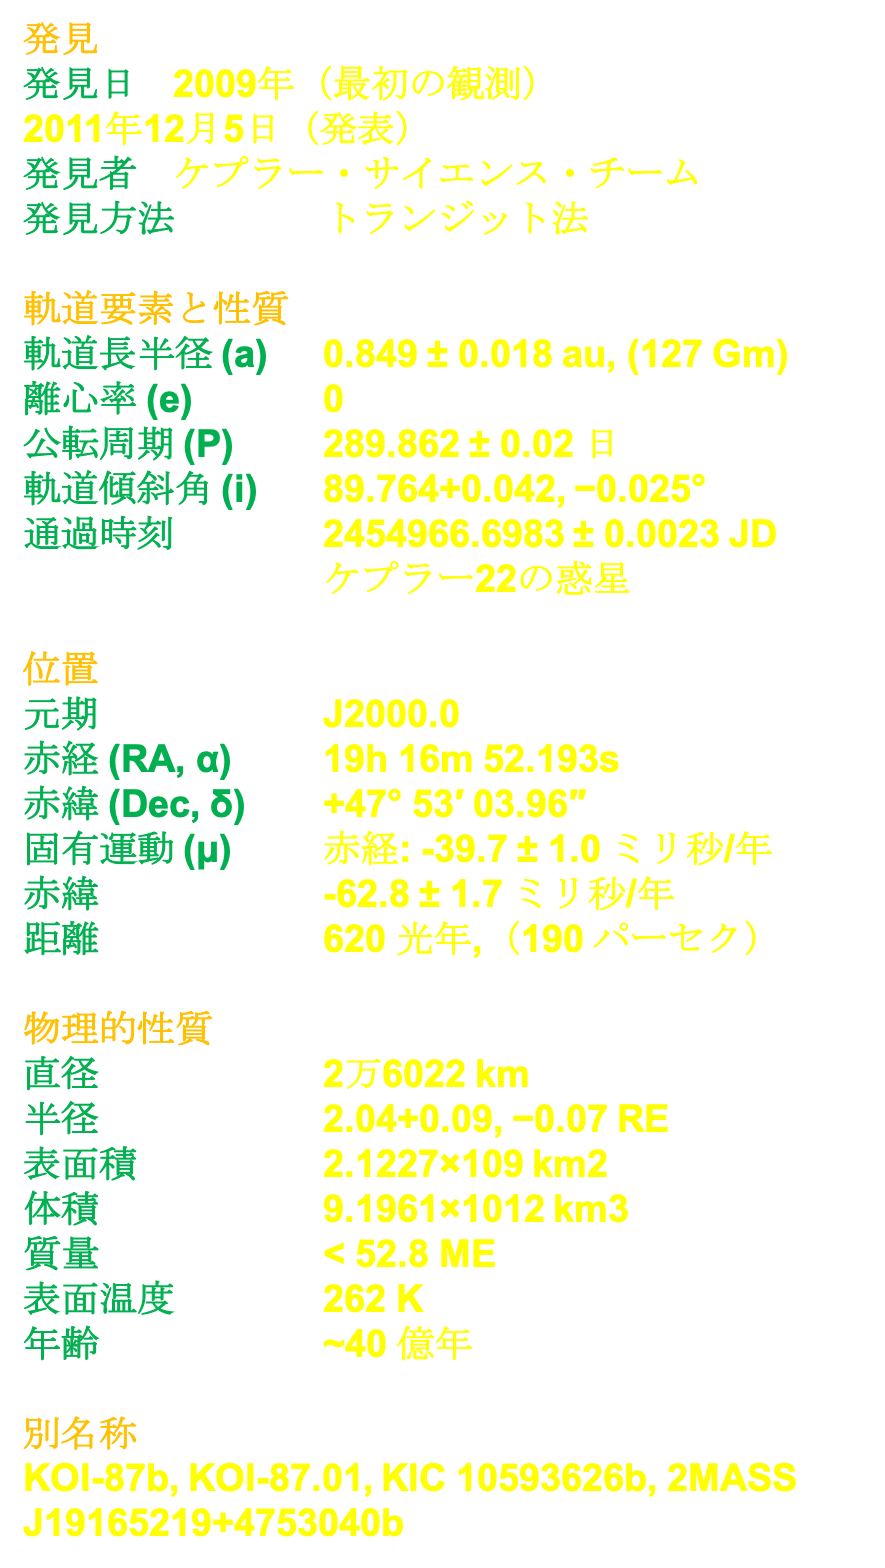 発見
発見日 2009年（最初の観測）
2011年12月5日（発表）
発見者 ケプラー・サイエンス・チーム
発見方法 トランジット法
軌道要素と性質
軌道長半径 (a) 0.849 ± 0.018 au, (127 Gm)
離心率 (e) 0
公転周期 (P) 289.862 ± 0.02 日
軌道傾斜角 (i) 89.764+0.042, −0.025°
通過時刻 2454966.6983 ± 0.0023 JD
ケプラー22の惑星
位置
元期 J2000.0
赤経 (RA, α) 19h 16m 52.193s
赤緯 (Dec, δ) +47° 53′ 03.96″
固有運動 (μ) 赤経: -39.7 ± 1.0 ミリ秒/年
赤緯 -62.8 ± 1.7 ミリ秒/年
距離 620 光年,（190 パーセク）
物理的性質
直径 2万6022 km
半径 2.04+0.09, −0.07 RE
表面積 2.1227×109 km2
体積 9.1961×1012 km3
質量 < 52.8 ME
表面温度 262 K
年齢 ~40 億年
別名称
KOI-87b, KOI-87.01, KIC 10593626b, 2MASS
J19165219+4753040b